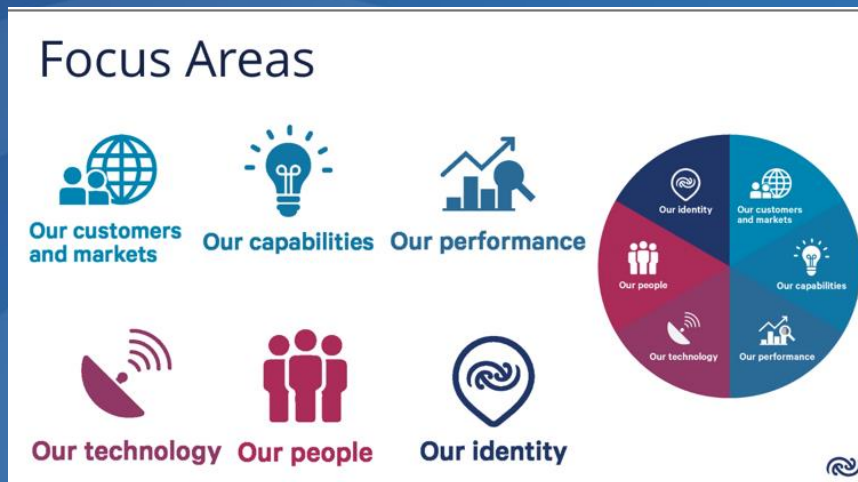 Focus Areas
Our customers
and markets
Our capabilities
Our performance
Our technology
Our people
Our identity
Our identity
Our customers
and markets
Our people
Our capabilities
Our technology
Our performance